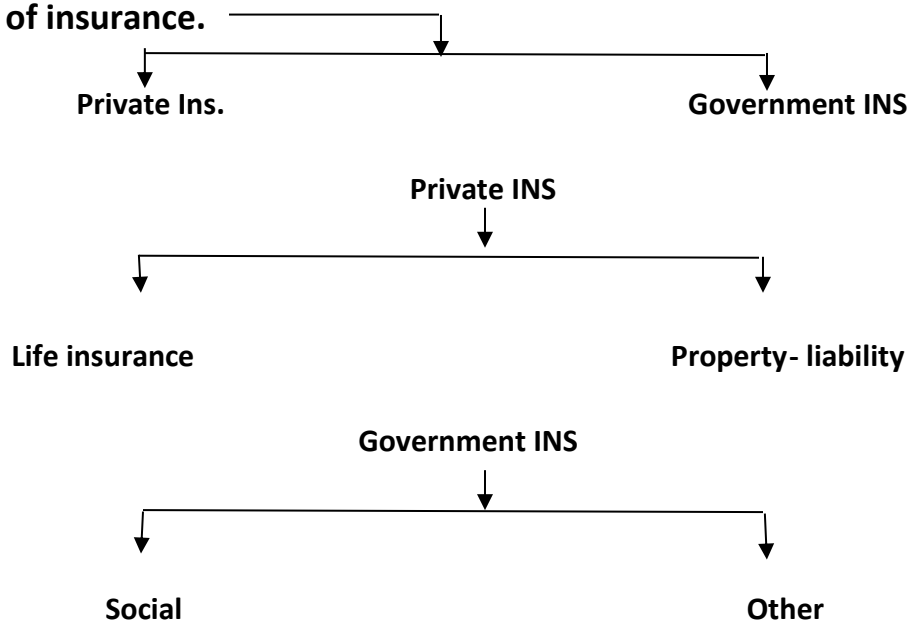 of insurance.
Private Ins. Government INS
Private INS
Life insurance Property- liability
Government INS
Social Other